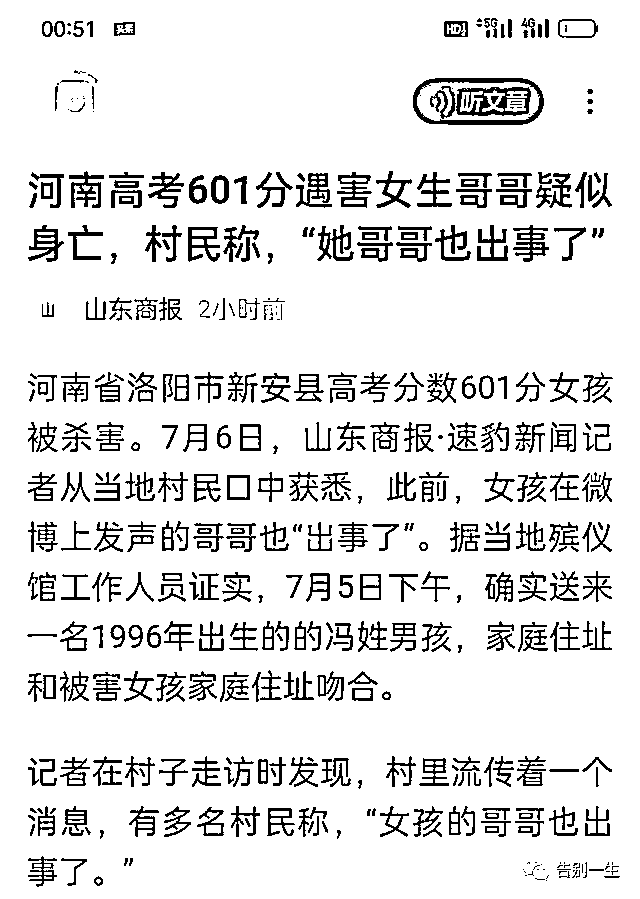 00:51 头条 HD 5G 4G
听文章
河南高考601分遇害女生哥哥疑似
身亡，村民称，“她哥哥也出事了”
山 山东商报 2小时前
河南省洛阳市新安县高考分数601分女孩
被杀害。7月6日，山东商报·速豹新闻记
者从当地村民口中获悉，此前，女孩在微
博上发声的哥哥也“出事了”。据当地殡仪
馆工作人员证实，7月5日下午，确实送来
一名1996年出生的的冯姓男孩，家庭住址
和被害女孩家庭住址吻合。
记者在村子走访时发现，村里流传着一个
消息，有多名村民称，“女孩的哥哥也出
事了。”
告别一生